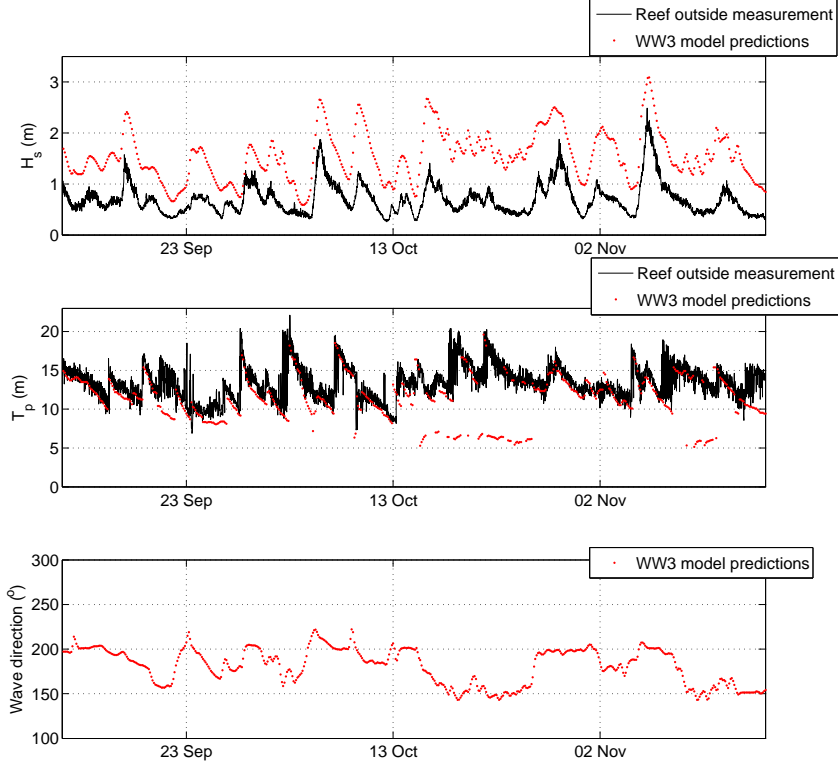 Reef outside measurement
WW3 model predictions
3
2
1
0
H_s (m)
23 Sep
13 Oct
02 Nov
Reef outside measurement
WW3 model predictions
20
15
10
5
0
T_p (m)
23 Sep
13 Oct
02 Nov
WW3 model predictions
300
250
200
150
100
Wave direction (°)
23 Sep
13 Oct
02 Nov